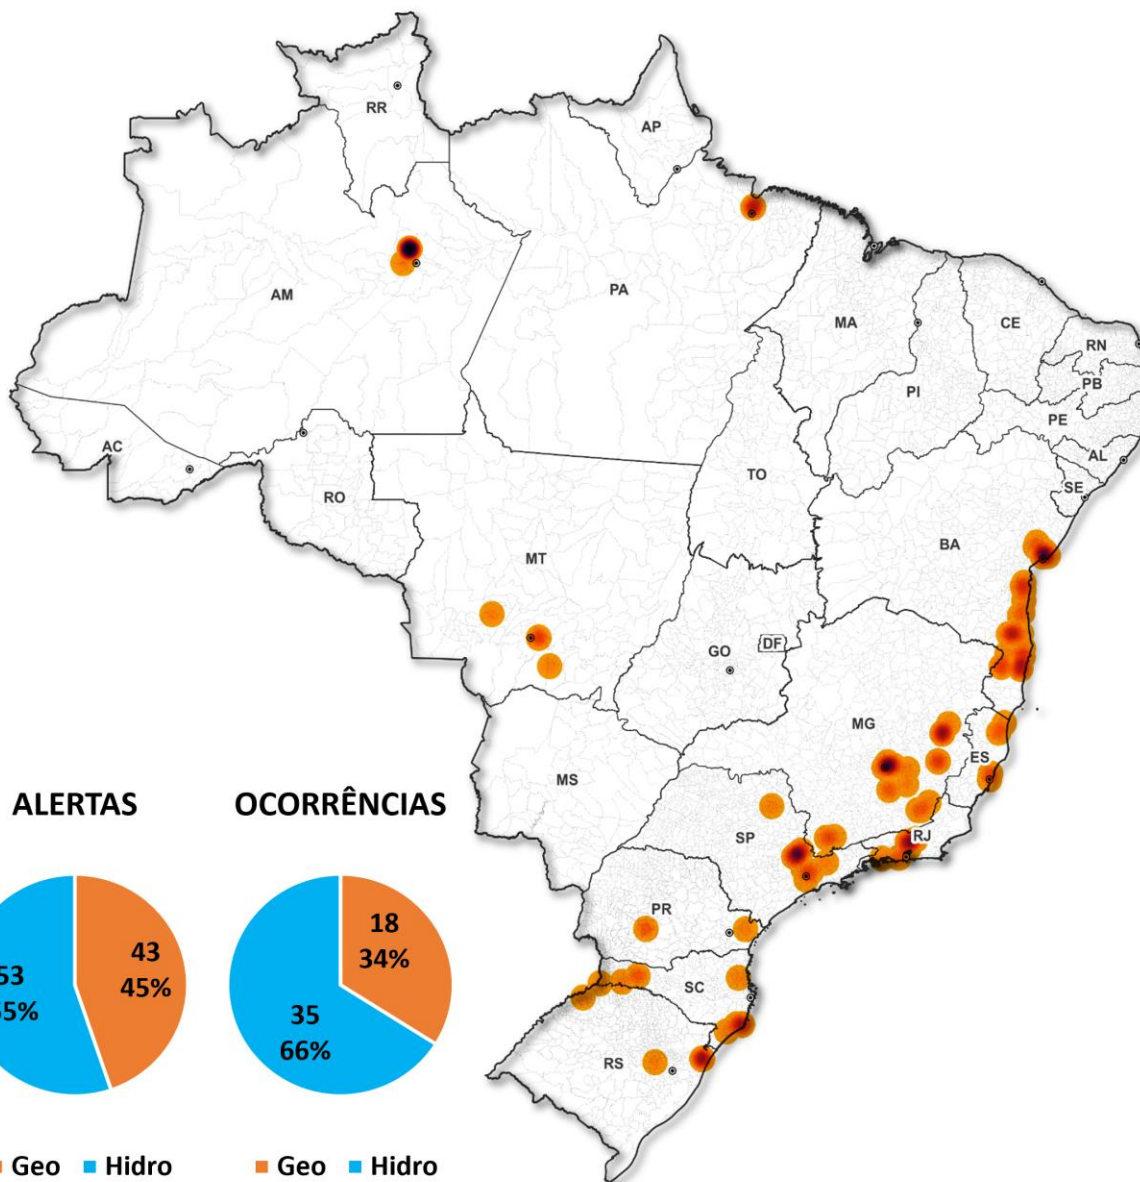 RR
AP
AM
PA
MA
CE
RN
PB
PI
PE
AC
AL
TO
SE
RO
BA
MT
DF
GO
MG
ES
MS
ALERTAS
OCORRÊNCIAS
SP
RJ
PR
43
45%
18
34%
53
55%
35
66%
SC
RS
Geo Hidro
Geo Hidro